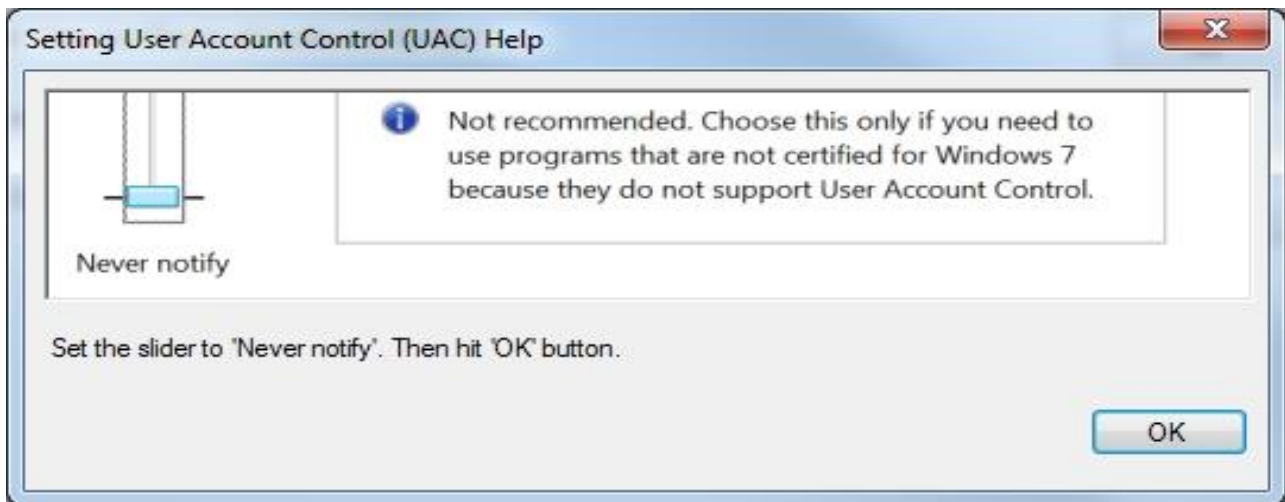 Setting User Account Control (UAC) Help
Not recommended. Choose this only if you need to
use programs that are not certified for Windows 7
because they do not support User Account Control.
Never notify
Set the slider to 'Never notify'. Then hit 'OK' button.
OK